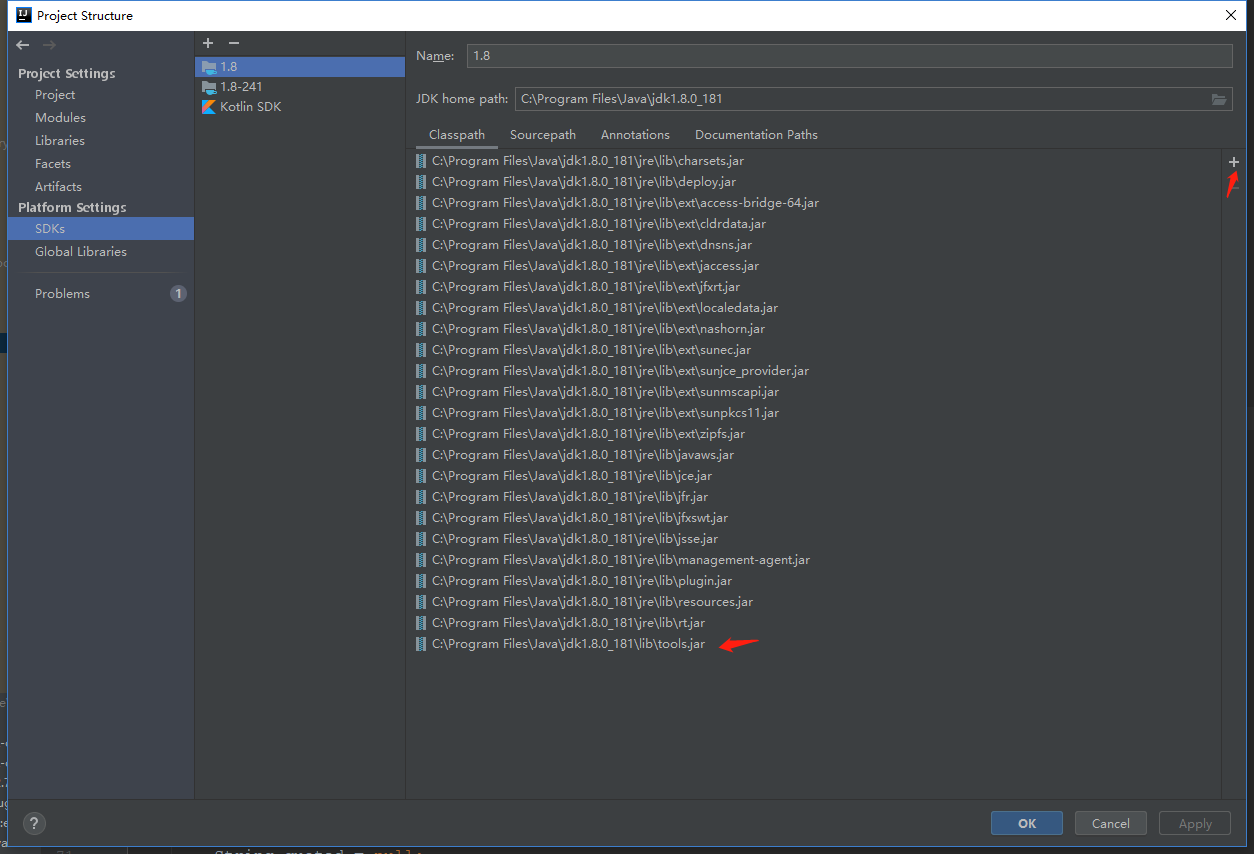 Project Structure
Project Settings
Project
Modules
Libraries
Facets
Artifacts
Platform Settings
SDKs
Global Libraries
Problems 1
1.8
1.8-241
Kotlin SDK
Name: 1.8
JDK home path: C:\Program Files\Java\jdk1.8.0_181
Classpath Sourcepath Annotations Documentation Paths
C:\Program Files\Java\jdk1.8.0_181\jre\lib\charsets.jar
C:\Program Files\Java\jdk1.8.0_181\jre\lib\deploy.jar
C:\Program Files\Java\jdk1.8.0_181\jre\lib\ext\access-bridge-64.jar
C:\Program Files\Java\jdk1.8.0_181\jre\lib\ext\cldrdata.jar
C:\Program Files\Java\jdk1.8.0_181\jre\lib\ext\dnsns.jar
C:\Program Files\Java\jdk1.8.0_181\jre\lib\ext\jaccess.jar
C:\Program Files\Java\jdk1.8.0_181\jre\lib\ext\jfxrt.jar
C:\Program Files\Java\jdk1.8.0_181\jre\lib\ext\localedata.jar
C:\Program Files\Java\jdk1.8.0_181\jre\lib\ext\nashorn.jar
C:\Program Files\Java\jdk1.8.0_181\jre\lib\ext\sunec.jar
C:\Program Files\Java\jdk1.8.0_181\jre\lib\ext\sunjce_provider.jar
C:\Program Files\Java\jdk1.8.0_181\jre\lib\ext\sunmscapi.jar
C:\Program Files\Java\jdk1.8.0_181\jre\lib\ext\sunpkcs11.jar
C:\Program Files\Java\jdk1.8.0_181\jre\lib\ext\zipfs.jar
C:\Program Files\Java\jdk1.8.0_181\jre\lib\javaws.jar
C:\Program Files\Java\jdk1.8.0_181\jre\lib\jce.jar
C:\Program Files\Java\jdk1.8.0_181\jre\lib\jfr.jar
C:\Program Files\Java\jdk1.8.0_181\jre\lib\jfxswt.jar
C:\Program Files\Java\jdk1.8.0_181\jre\lib\jsse.jar
C:\Program Files\Java\jdk1.8.0_181\jre\lib\management-agent.jar
C:\Program Files\Java\jdk1.8.0_181\jre\lib\plugin.jar
C:\Program Files\Java\jdk1.8.0_181\jre\lib\resources.jar
C:\Program Files\Java\jdk1.8.0_181\jre\lib\rt.jar
C:\Program Files\Java\jdk1.8.0_181\lib\tools.jar
? OK Cancel Apply